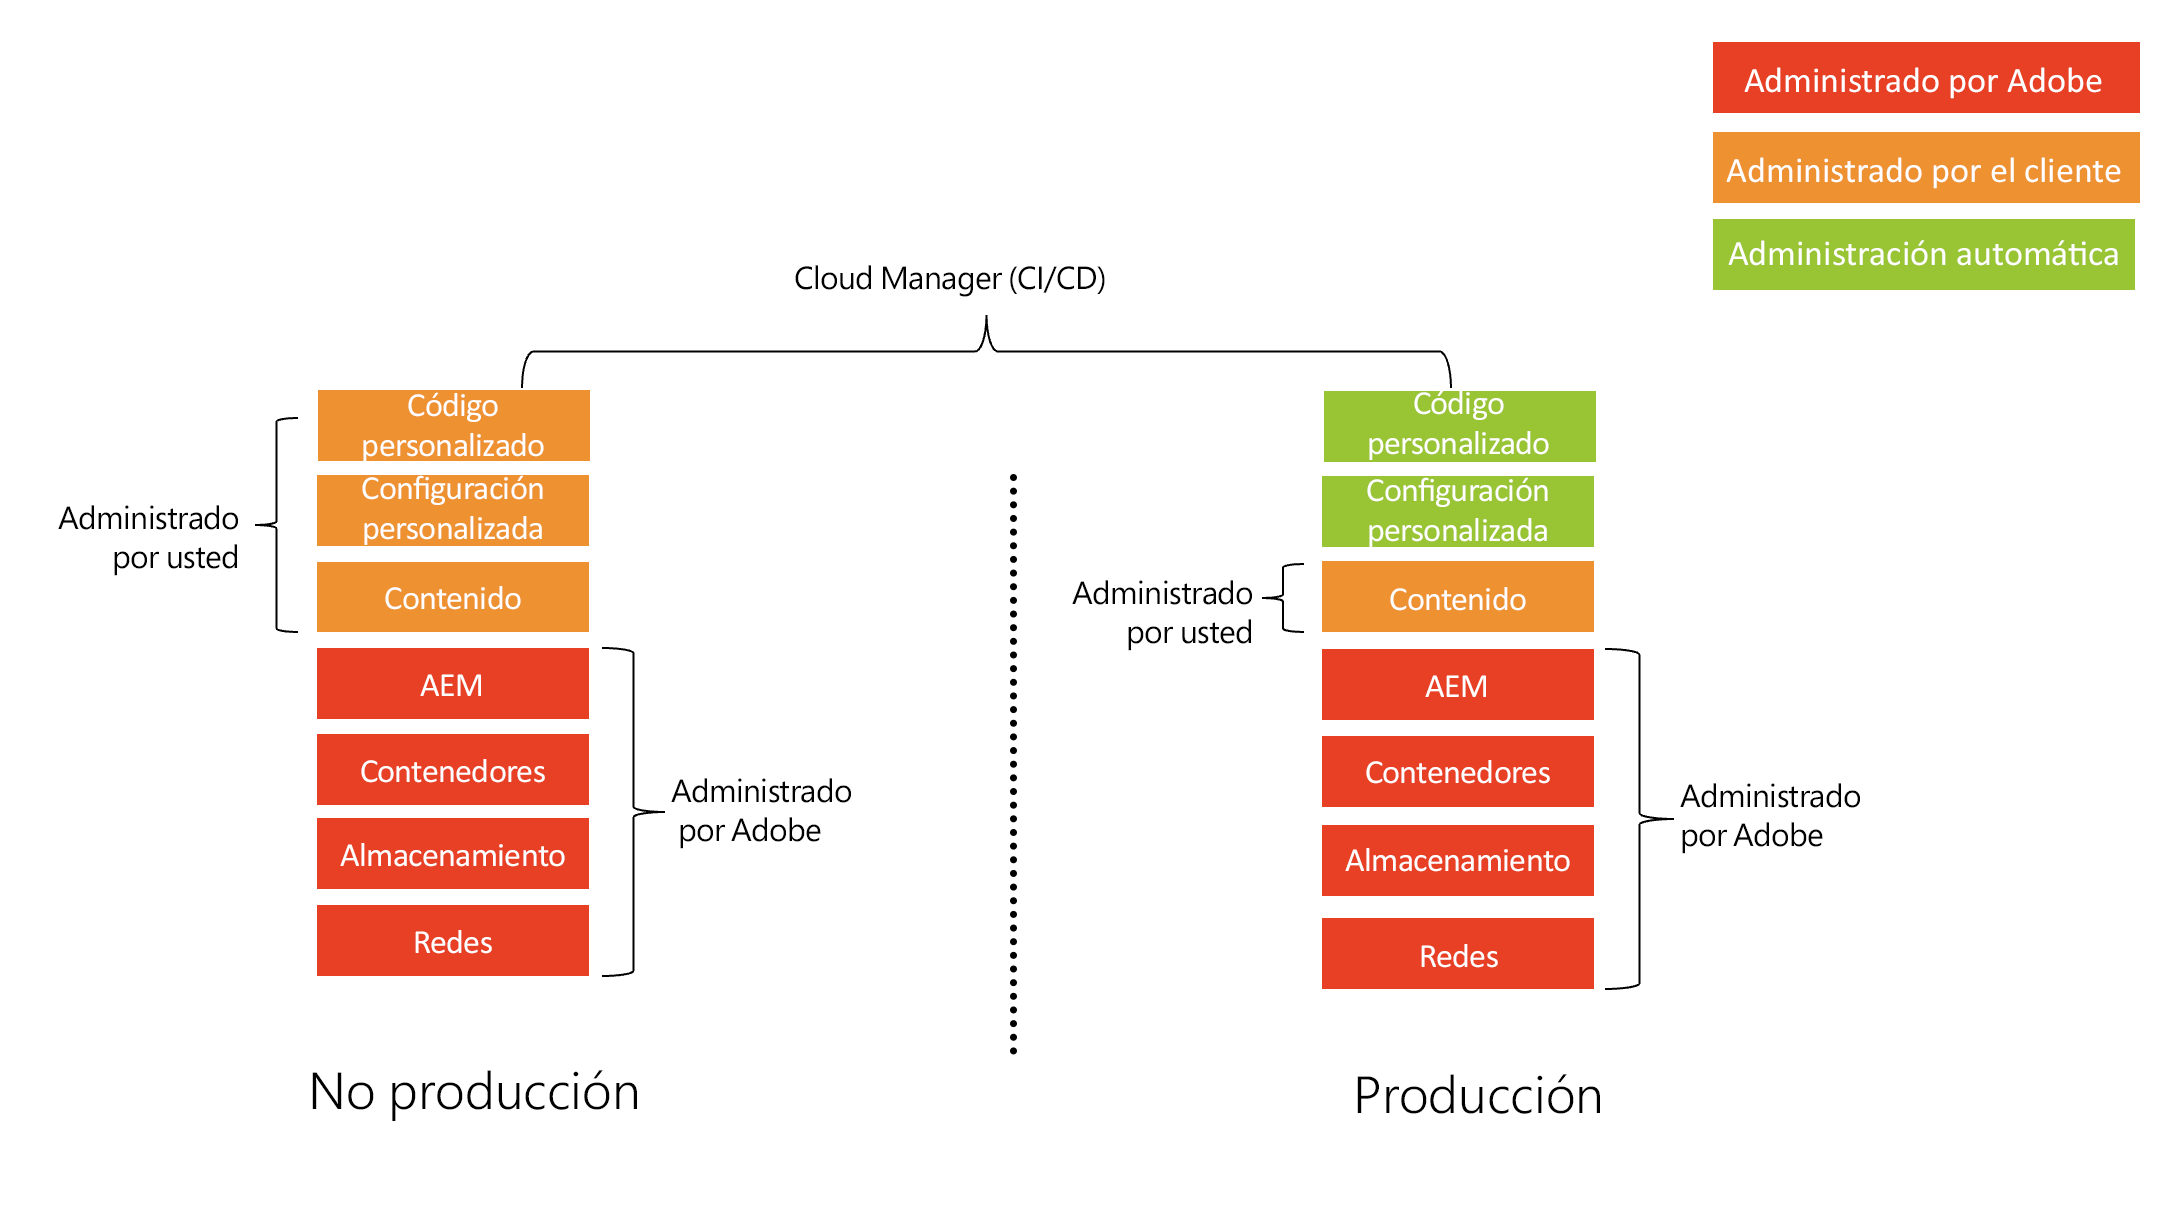 Administrado por Adobe
Administrado por el cliente
Administración automática
Cloud Manager (CI/CD)
Código
personalizado
Configuración
personalizada
Contenido
AEM
Contenedores
Almacenamiento
Redes
Administrado
por usted
Administrado
por Adobe
No producción
Código
personalizado
Configuración
personalizada
Contenido
AEM
Contenedores
Almacenamiento
Redes
Administrado
por usted
Administrado
por Adobe
Producción